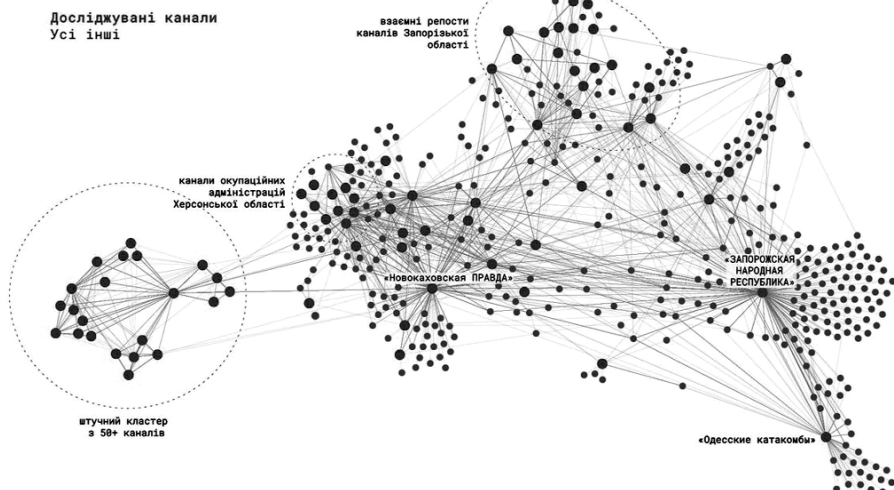 Досліджувані канали
Усі інші
взаємні репости
каналів Запорізької
області
канали окупаційних
адміністрацій
Херсонської області
«Новокаховская ПРАВДА»
«ЗАПОРОЖСКАЯ
НАРОДНАЯ
РЕСПУБЛИКА»
штучний кластер
з 50+ каналів
«Одесские катакомбы»